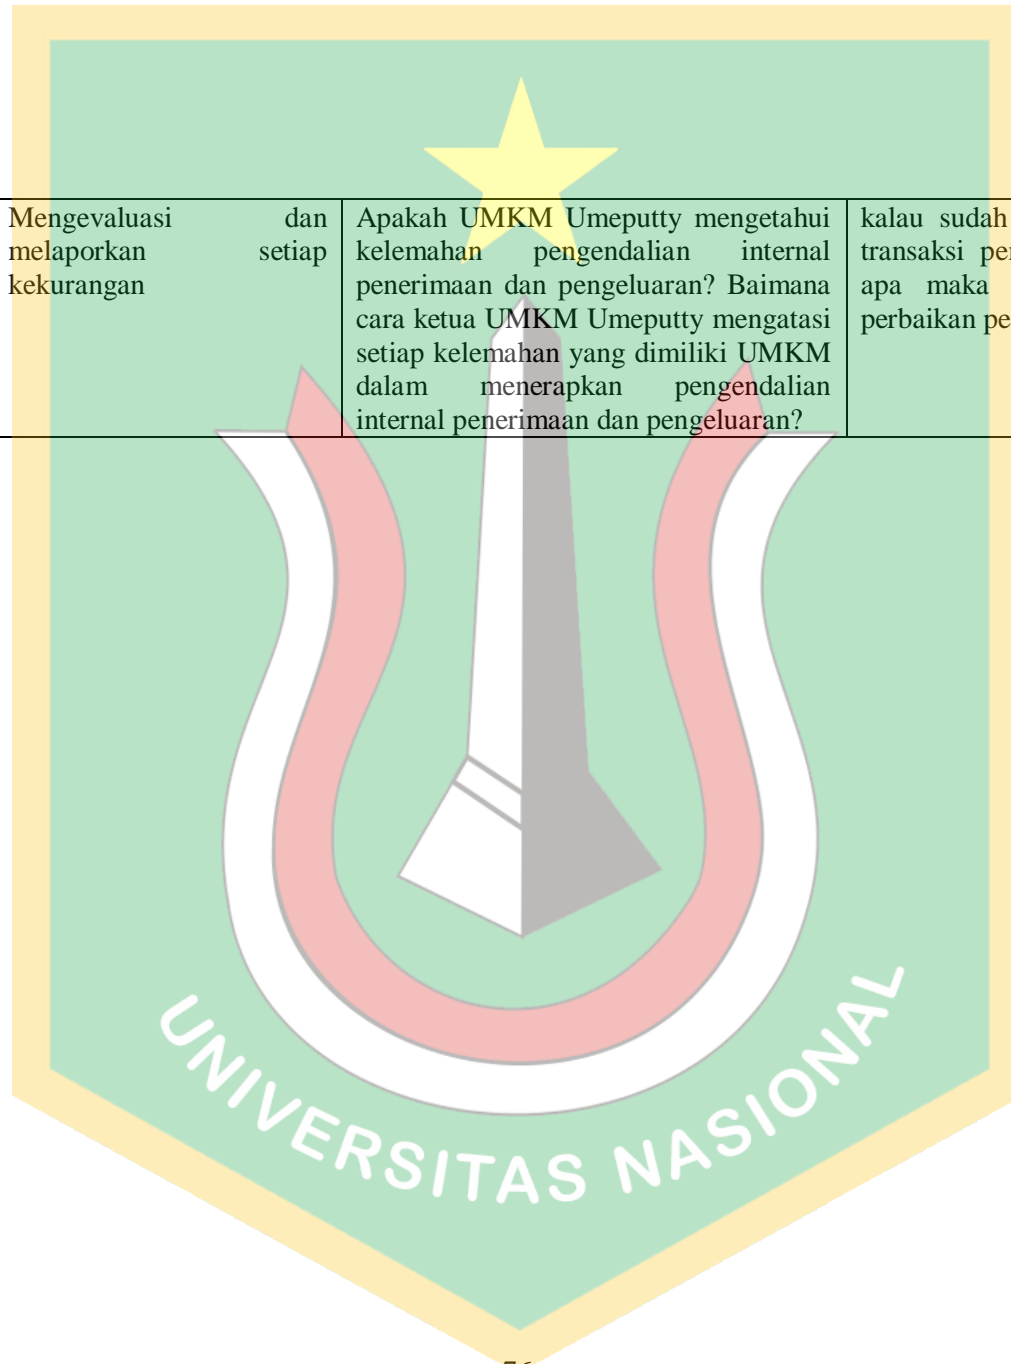 Mengevaluasi dan
melaporkan setiap
kekurangan
Apakah UMKM Umeputty mengetahui
kelemahan pengendalian internal
penerimaan dan pengeluaran? Baimana
cara ketua UMKM Umeputty mengatasi
setiap kelemahan yang dimiliki UMKM
dalam menerapkan pengendalian
internal penerimaan dan pengeluaran?
kalau sudah
transaksi
apa maka
perbaikan
UNIVERSITAS NASIONAL